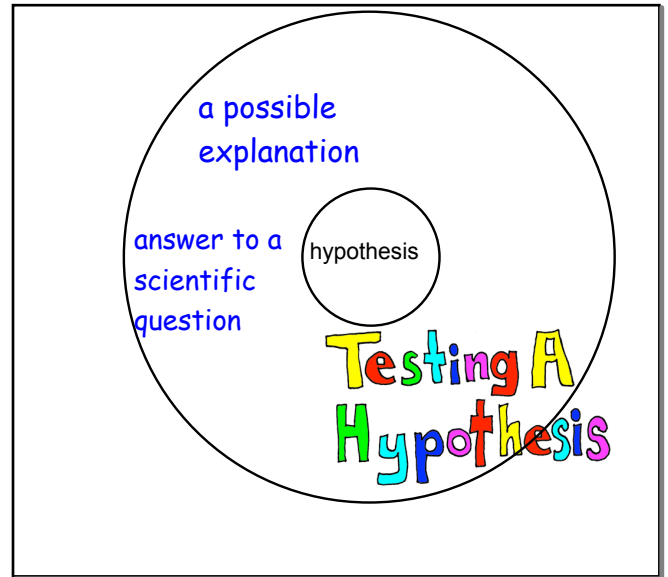 a possible
explanation
answer to a
scientific
question
hypothesis
Testing A
Hypothesis